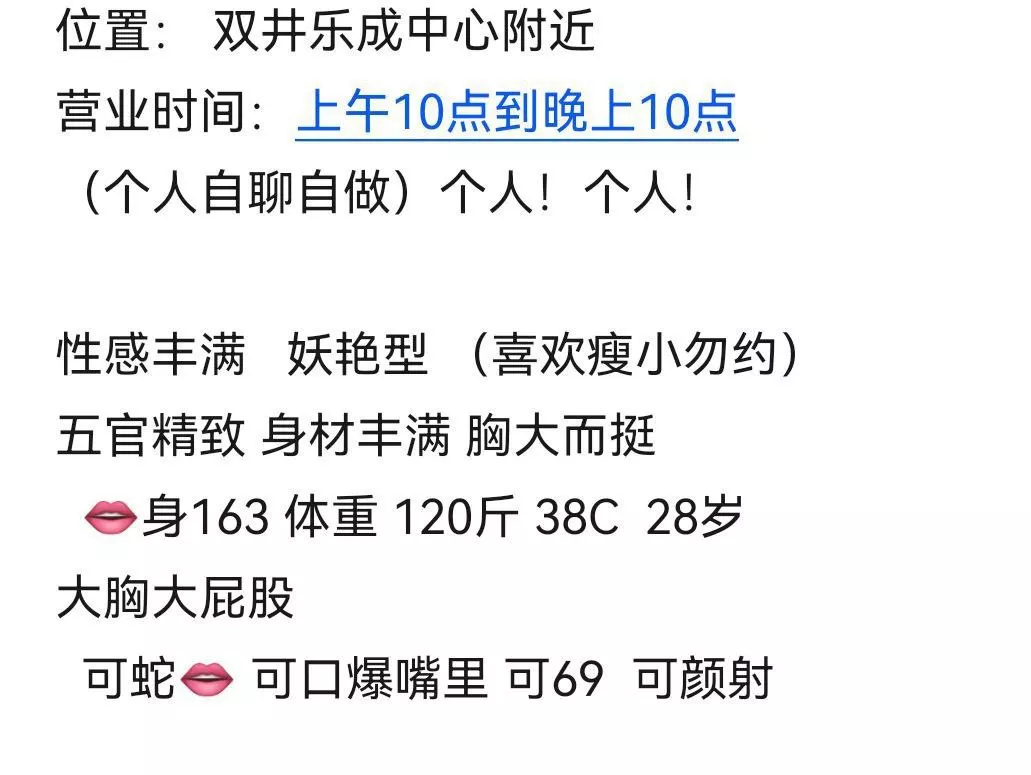 位置： 双井乐成中心附近
营业时间：上午10点到晚上10点
（个人自聊自做）个人！个人！
性感丰满 妖艳型 （喜欢瘦小勿约）
五官精致 身材丰满 胸大而挺
👄身163 体重 120斤 38C 28岁
大胸大屁股
可蛇👄 可口爆嘴里 可69 可颜射